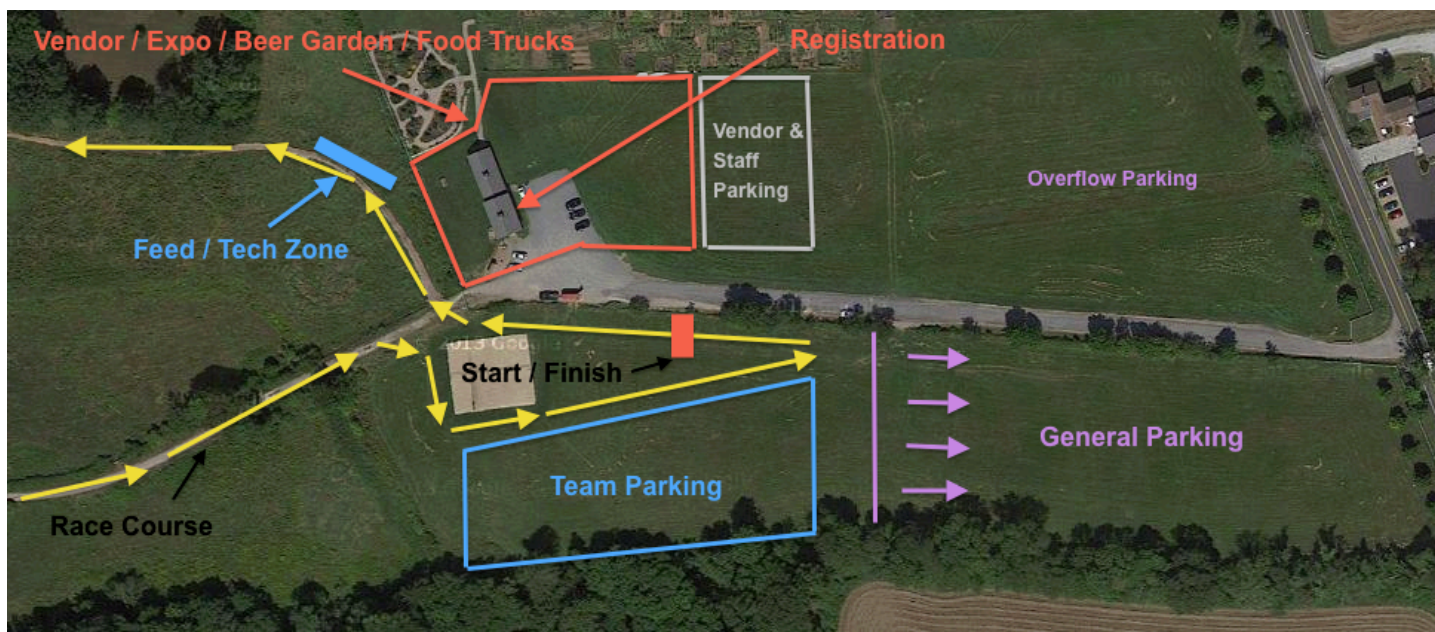 Vendor / Expo / Beer Garden / Food Trucks
Registration
Vendor &
Staff
Parking
Overflow Parking
Feed / Tech Zone
Start / Finish
General Parking
Team Parking
Race Course